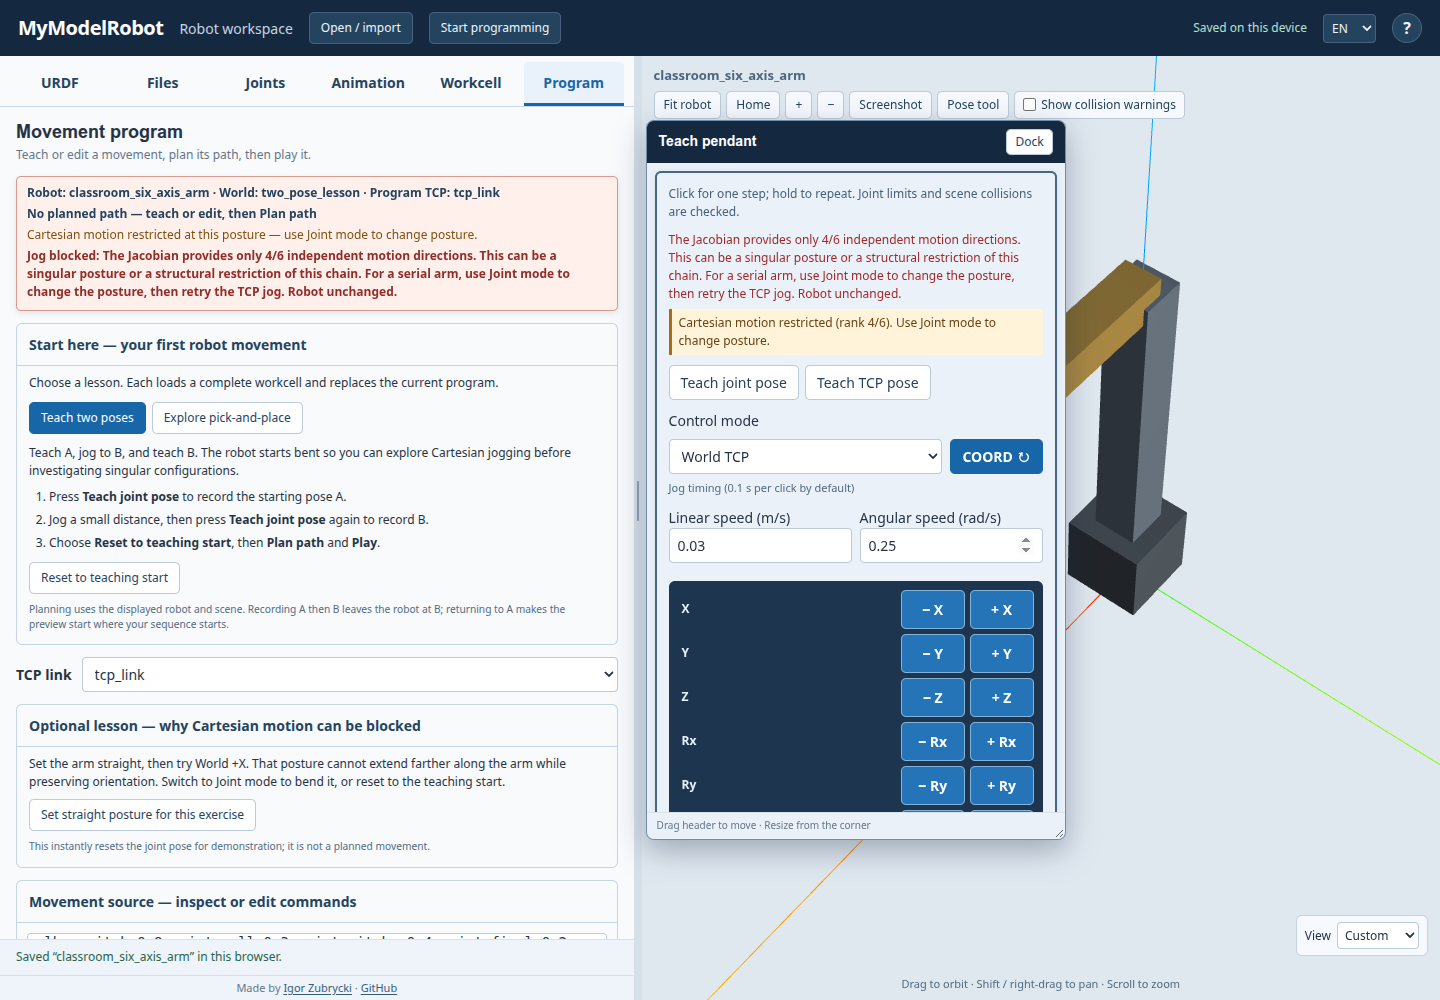 MyModelRobot Robot workspace Open / import Start programming Saved on this device EN ?
URDF Files Joints Animation Workcell Program
Movement program
Teach or edit a movement, plan its path, then play it.
Robot: classroom_six_axis_arm · World: two_pose_lesson · Program TCP: tcp_link
No planned path — teach or edit, then Plan path
Cartesian motion restricted at this posture — use Joint mode to change posture.
Jog blocked: The Jacobian provides only 4/6 independent motion directions. This can be a
singular posture or a structural restriction of this chain. For a serial arm, use Joint mode to
change the posture, then retry the TCP jog. Robot unchanged.
Start here — your first robot movement
Choose a lesson. Each loads a complete workcell and replaces the current program.
Teach two poses Explore pick-and-place
Teach A, jog to B, and teach B. The robot starts bent so you can explore Cartesian jogging before
investigating singular configurations.
1. Press Teach joint pose to record the starting pose A.
2. Jog a small distance, then press Teach joint pose again to record B.
3. Choose Reset to teaching start, then Plan path and Play.
Reset to teaching start
Planning uses the displayed robot and scene. Recording A then B leaves the robot at B; returning to A makes the
preview start where your sequence starts.
TCP link tcp_link
Optional lesson — why Cartesian motion can be blocked
Set the arm straight, then try World +X. That posture cannot extend farther along the arm while
preserving orientation. Switch to Joint mode to bend it, or reset to the teaching start.
Set straight posture for this exercise
This instantly resets the joint pose for demonstration; it is not a planned movement.
Movement source — inspect or edit commands
Saved “classroom_six_axis_arm” in this browser.
Made by Igor Zubrycki · GitHub
classroom_six_axis_arm
Fit robot Home + − Screenshot Pose tool Show collision warnings
Teach pendant Dock
Click for one step; hold to repeat. Joint limits and scene collisions
are checked.
The Jacobian provides only 4/6 independent motion directions.
This can be a singular posture or a structural restriction of this
chain. For a serial arm, use Joint mode to change the posture,
then retry the TCP jog. Robot unchanged.
Cartesian motion restricted (rank 4/6). Use Joint mode to
change posture.
Teach joint pose Teach TCP pose
Control mode
World TCP COORD ↻
Jog timing (0.1 s per click by default)
Linear speed (m/s) Angular speed (rad/s)
0.03 0.25
X − X + X
Y − Y + Y
Z − Z + Z
Rx − Rx + Rx
Ry − Ry + Ry
Drag header to move · Resize from the corner
View Custom
Drag to orbit · Shift / right-drag to pan · Scroll to zoom